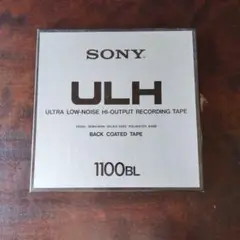 SONY
ULH
ULTRA LOW-NOISE HI-OUTPUT RECORDING TAPE
BACK COATED TAPE
1100BL